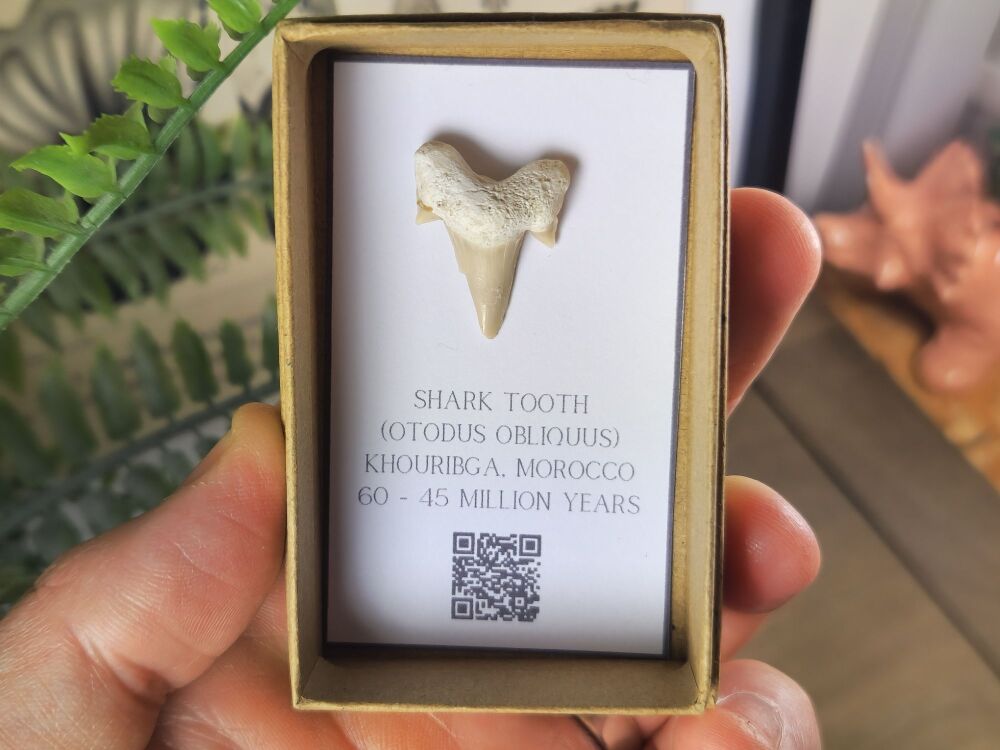 SHARK TOOTH
(OTODUS OBLIQUUS)
KHOURIBGA, MOROCCO
60 - 45 MILLION YEARS